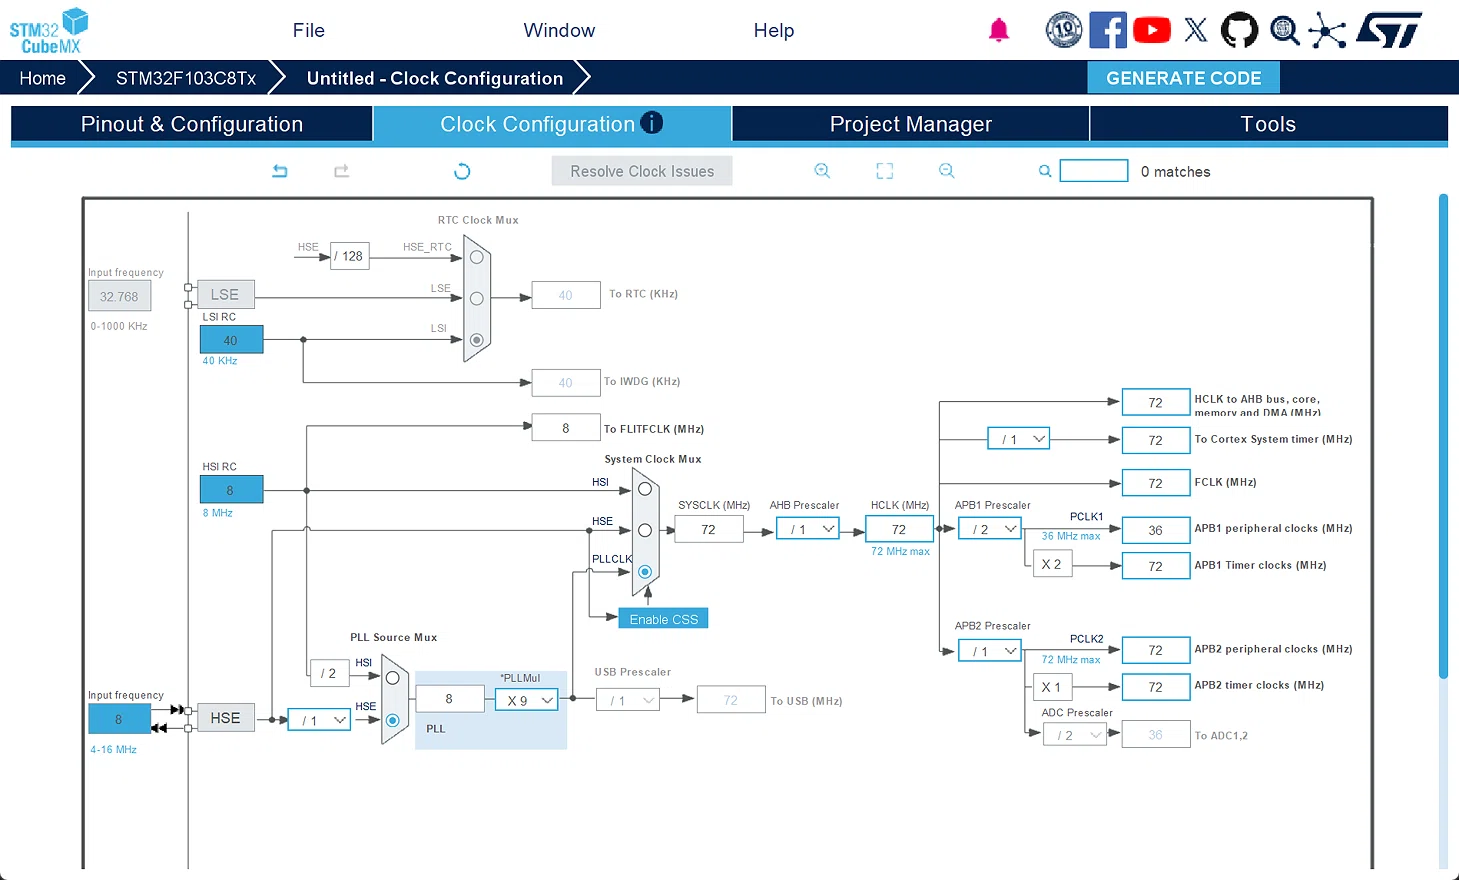 STM32
CubeMX
File
Window
Help
10
Home
STM32F103C8Tx
Untitled - Clock Configuration
GENERATE CODE
Pinout & Configuration
Clock Configuration
Project Manager
Tools
Resolve Clock Issues
0 matches
RTC Clock Mux
HSE
/ 128
HSE_RTC
Input frequency
32.768
0-1000 KHz
LSE
LSE
40
To RTC (KHz)
LSI RC
40
40 KHz
LSI
40
To IWDG (KHz)
8
To FLITFCLK (MHz)
HSI RC
8
8 MHz
System Clock Mux
HSI
HSE
PLLCLK
Enable CSS
SYSCLK (MHz)
72
AHB Prescaler
/ 1
HCLK (MHz)
72
72 MHz max
72
HCLK to AHB bus, core,
memory and DMA (MHz)
/ 1
72
To Cortex System timer (MHz)
72
FCLK (MHz)
APB1 Prescaler
/ 2
PCLK1
36 MHz max
36
APB1 peripheral clocks (MHz)
X 2
72
APB1 Timer clocks (MHz)
APB2 Prescaler
/ 1
PCLK2
72 MHz max
72
APB2 peripheral clocks (MHz)
X 1
72
APB2 timer clocks (MHz)
ADC Prescaler
/ 2
36
To ADC1,2
PLL Source Mux
/ 2
HSI
Input frequency
8
4-16 MHz
HSE
/ 1
HSE
8
PLL
*PLLMul
X 9
USB Prescaler
/ 1
72
To USB (MHz)